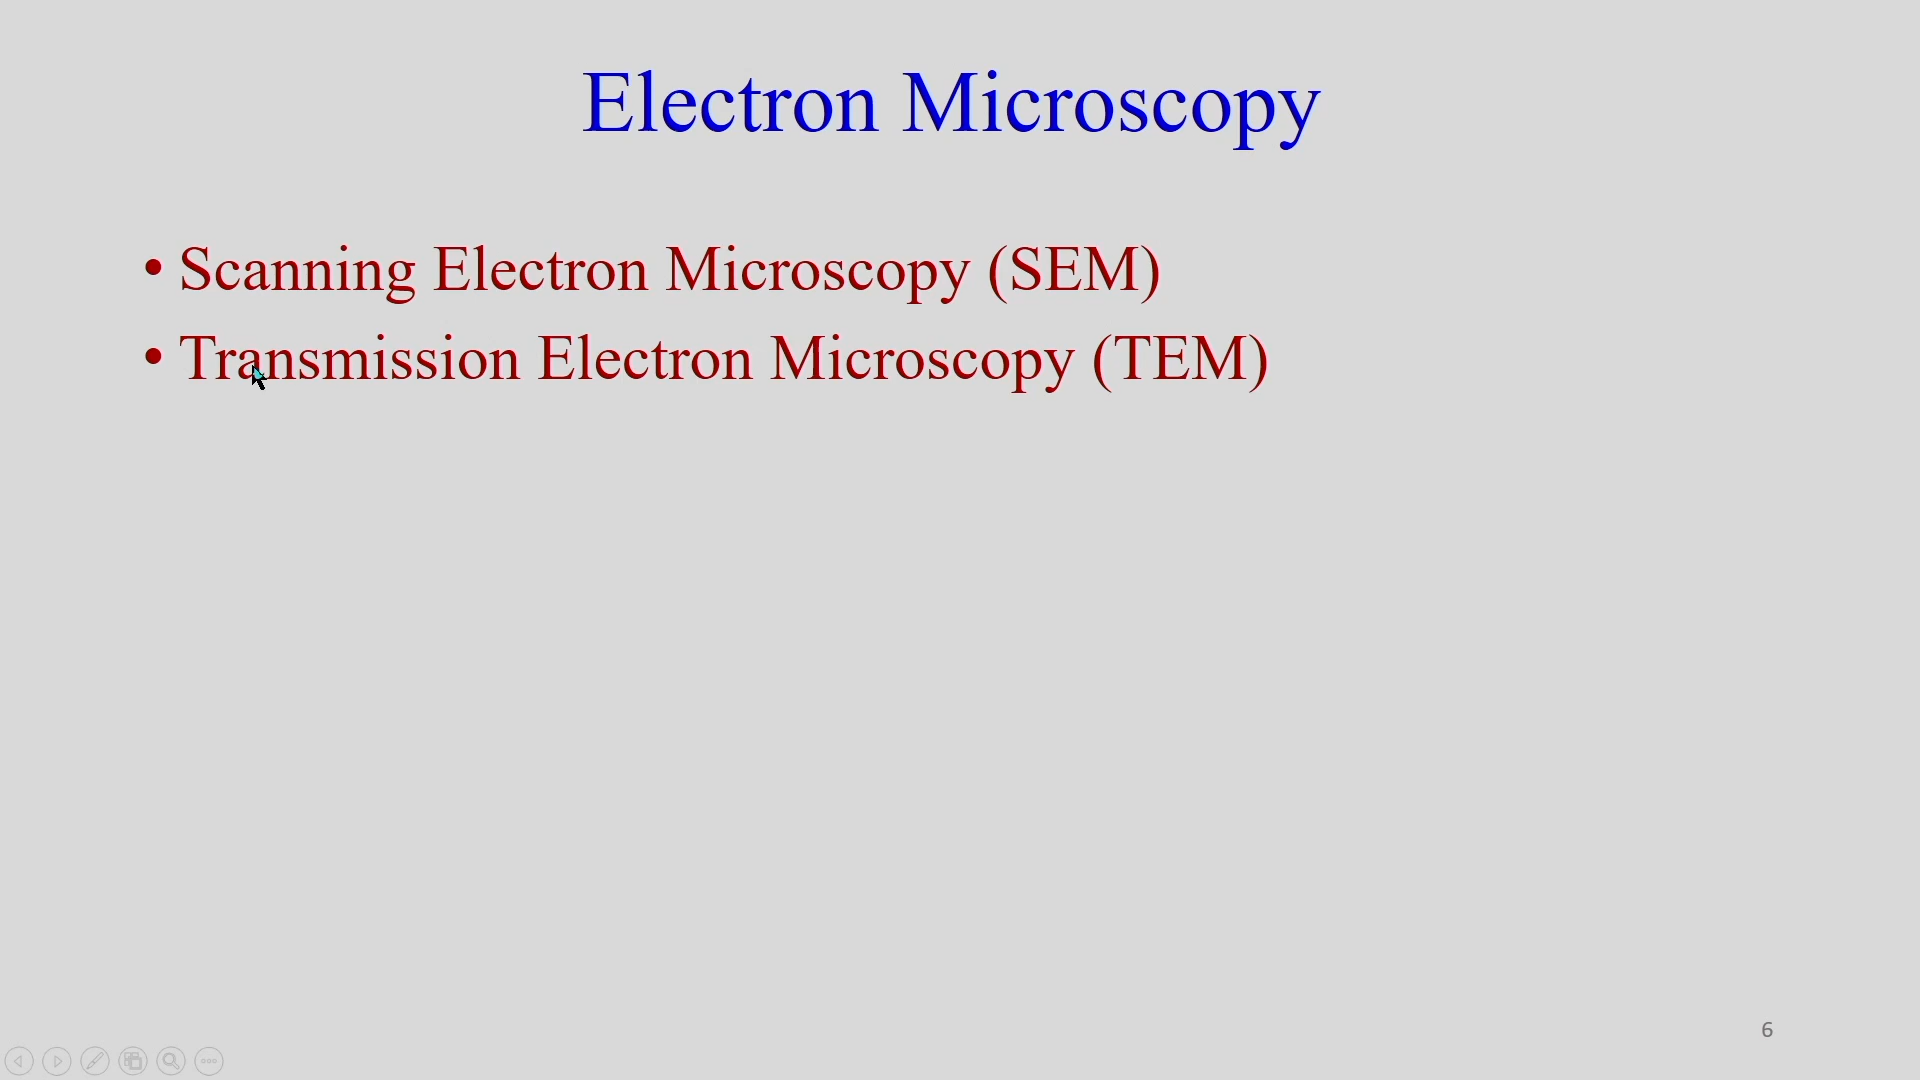 Electron Microscopy
• Scanning Electron Microscopy (SEM)
• Transmission Electron Microscopy (TEM)
6